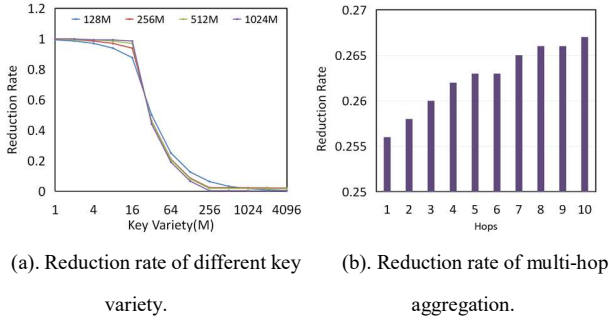 128M 256M 512M 1024M
1.2
1
0.8
0.6
0.4
0.2
0
Reduction Rate
1 4 16 64 256 1024 4096
Key Variety(M)
(a). Reduction rate of different key
variety.
0.27
0.265
0.26
0.255
0.25
Reduction Rate
1 2 3 4 5 6 7 8 9 10
Hops
(b). Reduction rate of multi-hop
aggregation.